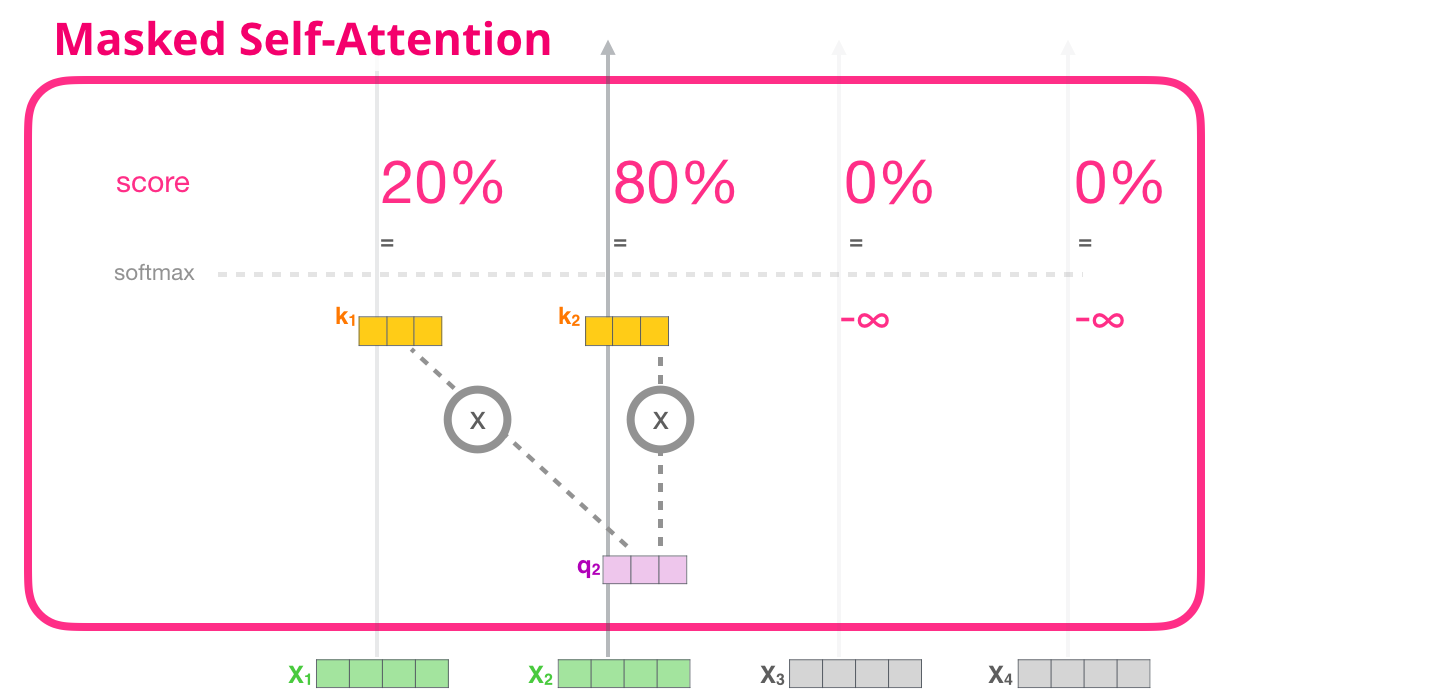 Masked Self-Attention
score 20% 80% 0% 0%
= = = =
softmax
k1 k2 -∞ -∞
x x
q2
X1 X2 X3 X4